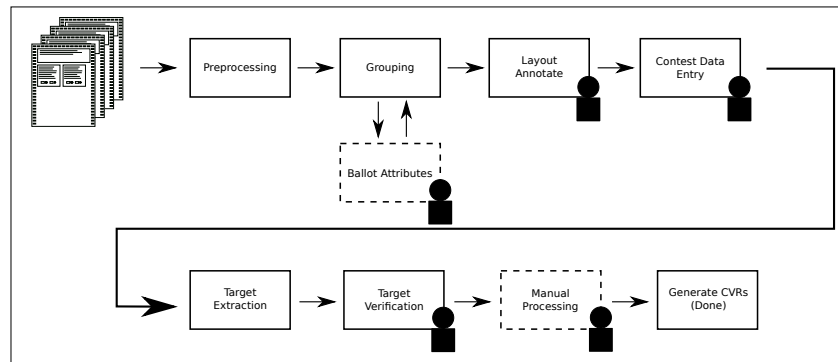 Preprocessing
Grouping
Layout
Annotate
Contest Data
Entry
Ballot Attributes
Target
Extraction
Target
Verification
Manual
Processing
Generate CVRs
(Done)